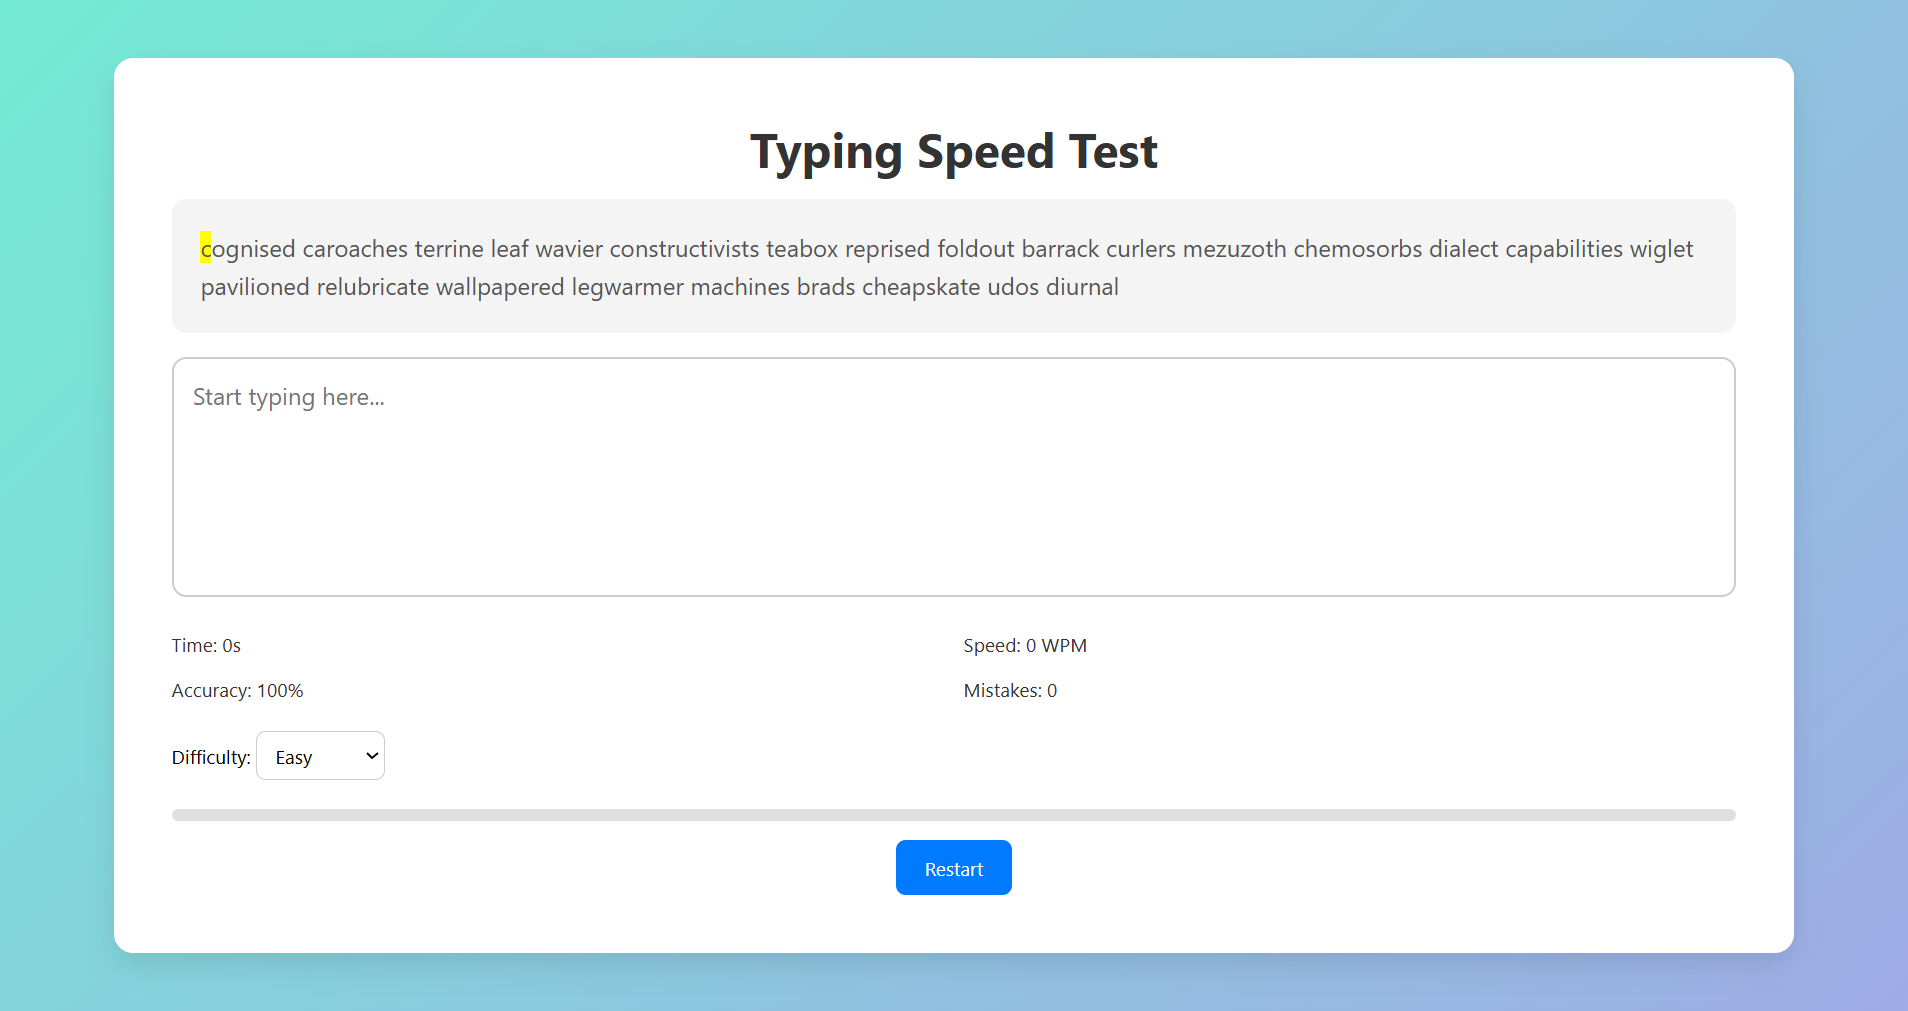 Typing Speed Test
cognised caroaches terrine leaf wavier constructivists teabox reprised foldout barrack curlers mezuzoth chemosorbs dialect capabilities wiglet
pavilioned relubricate wallpapered legwarmer machines brads cheapskate udos diurnal
Start typing here...
Time: 0s
Speed: 0 WPM
Accuracy: 100%
Mistakes: 0
Difficulty: Easy
Restart